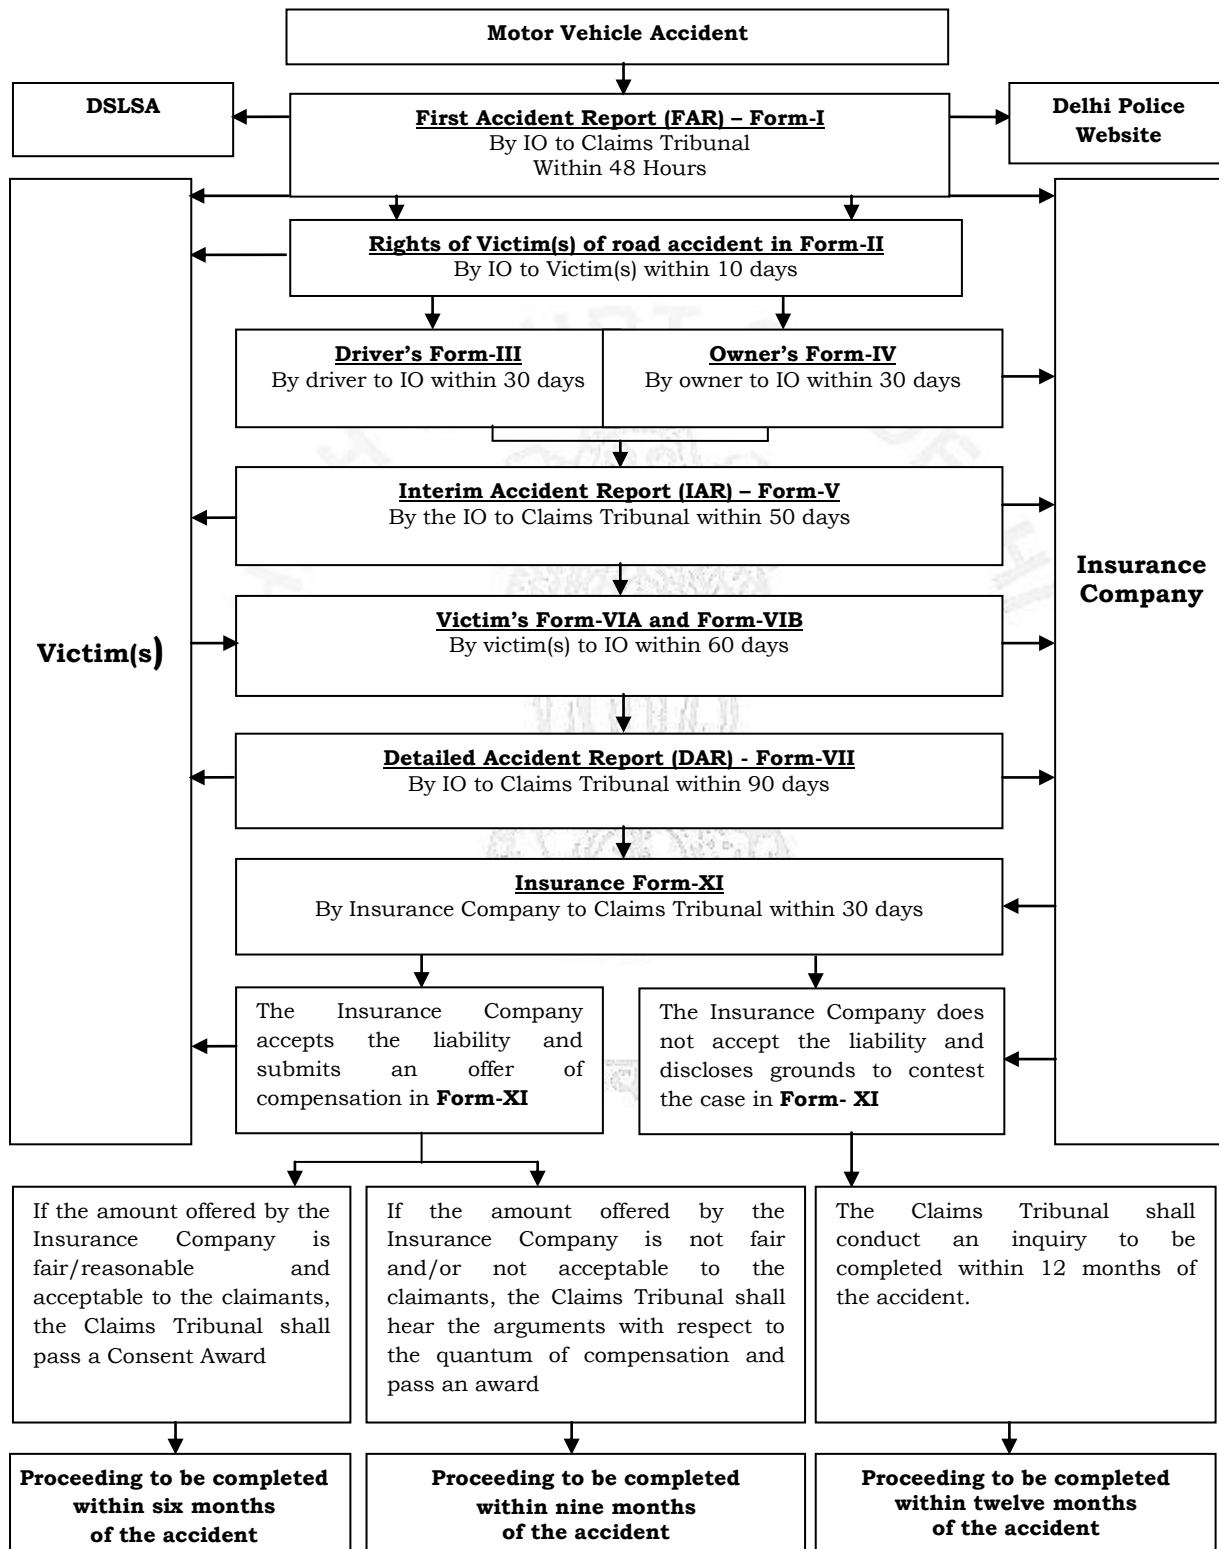 Motor Vehicle Accident
DSLSA
First Accident Report (FAR) – Form-I
By IO to Claims Tribunal
Within 48 Hours
Delhi Police
Website
Rights of Victim(s) of road accident in Form-II
By IO to Victim(s) within 10 days
Driver's Form-III
By driver to IO within 30 days
Owner's Form-IV
By owner to IO within 30 days
Interim Accident Report (IAR) – Form-V
By the IO to Claims Tribunal within 50 days
Insurance
Company
Victim(s)
Victim's Form-VIA and Form-VIB
By victim(s) to IO within 60 days
Detailed Accident Report (DAR) - Form-VII
By IO to Claims Tribunal within 90 days
Insurance Form-XI
By Insurance Company to Claims Tribunal within 30 days
The Insurance Company
accepts the liability and
submits an offer of
compensation in Form-XI
The Insurance Company does
not accept the liability and
discloses grounds to contest
the case in Form- XI
If the amount offered by the
Insurance Company is
fair/reasonable and
acceptable to the claimants,
the Claims Tribunal shall
pass a Consent Award
If the amount offered by the
Insurance Company is not fair
and/or not acceptable to the
claimants, the Claims Tribunal shall
hear the arguments with respect to
the quantum of compensation and
pass an award
The Claims Tribunal shall
conduct an inquiry to be
completed within 12 months of
the accident.
Proceeding to be completed
within six months
of the accident
Proceeding to be completed
within nine months
of the accident
Proceeding to be completed
within twelve months
of the accident